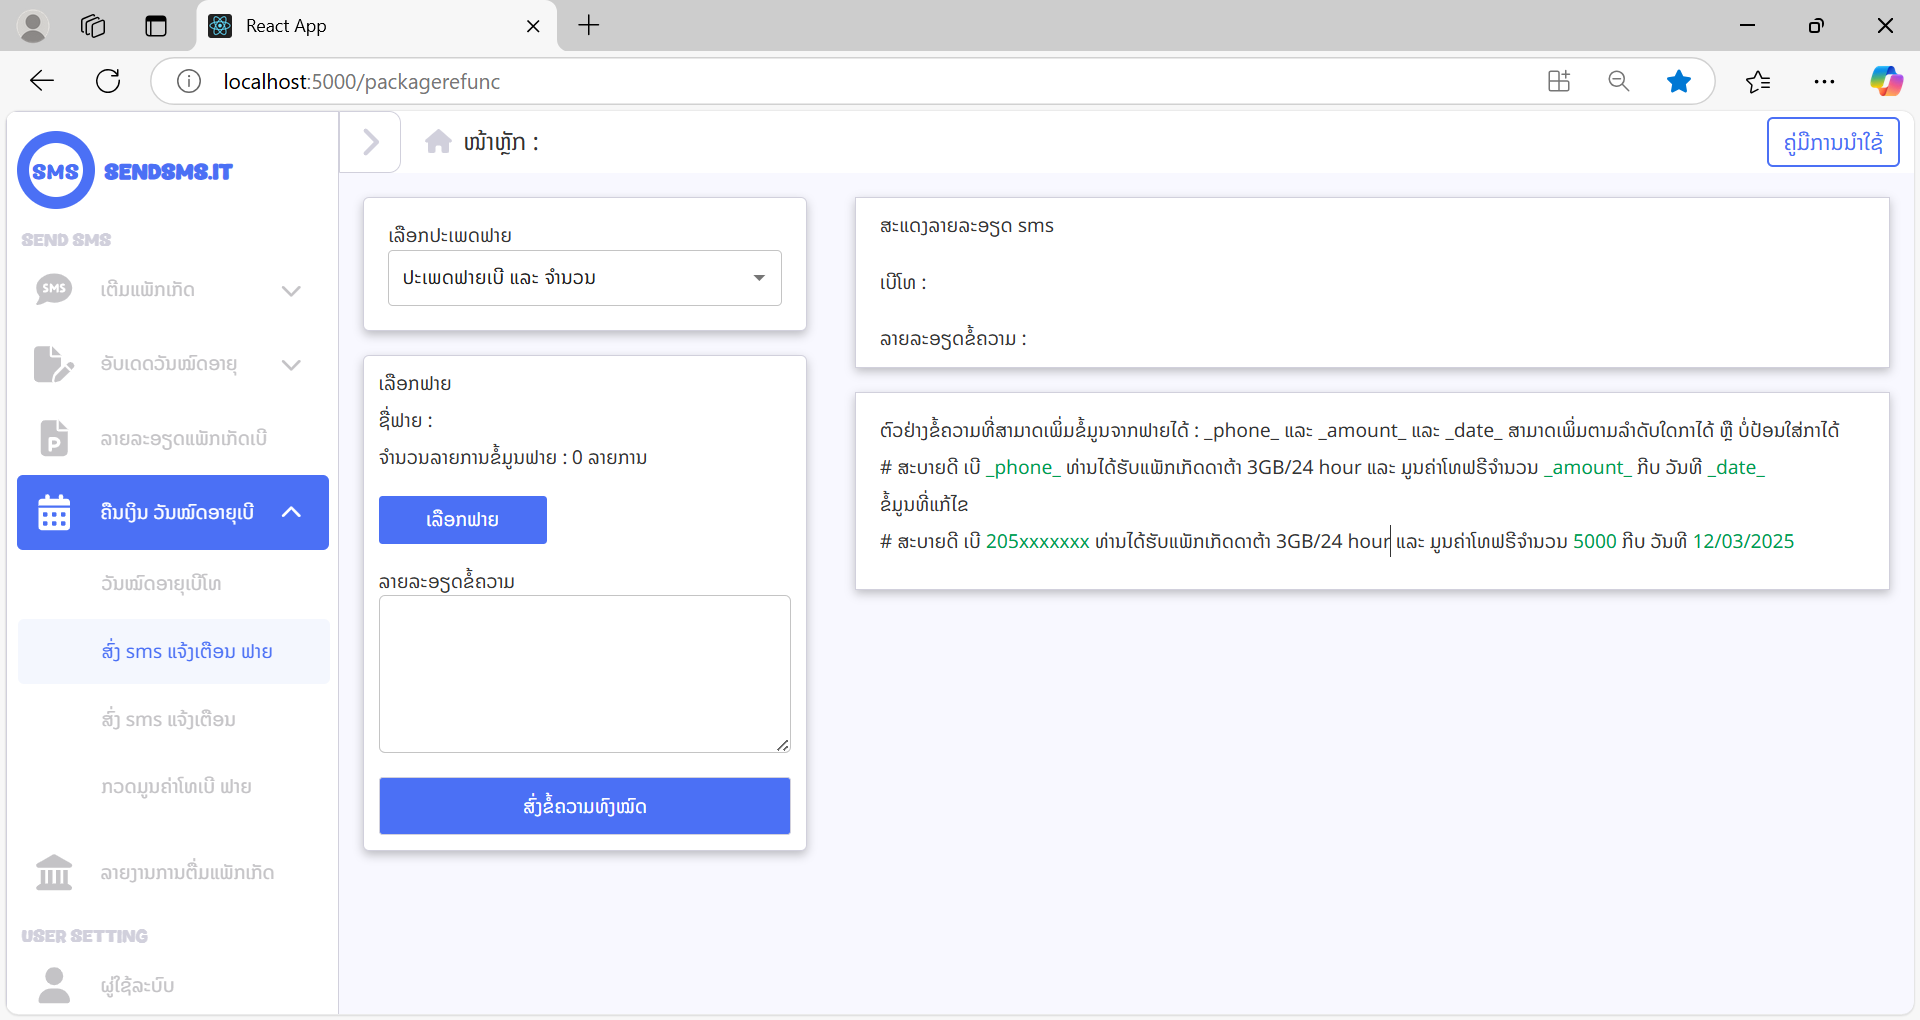 React App
localhost:5000/packagerefunc
SMS SENDSMS.IT
SEND SMS
SMS ເຕີມແພັກເກັດ
ອັບເດດວັນໝົດອາຍຸ
P ລາຍລະອຽດແພັກເກັດເບີ
ຄືນເງິນ ວັນໝົດອາຍຸເບີ
ວັນໝົດອາຍຸເບີໂທ
ສົ່ງ sms ແຈ້ງເຕືອນ ຟາຍ
ສົ່ງ sms ແຈ້ງເຕືອນ
ກວດມູນຄ່າໂທເບີ ຟາຍ
ລາຍງານການຕື່ມແພັກເກັດ
USER SETTING
ຜູ່ໃຊ້ລະບົບ
ໜ້າຫຼັກ :
ຄູ່ມືການນຳໃຊ້
ເລືອກປະເພດຟາຍ
ປະເພດຟາຍເບີ ແລະ ຈຳນວນ
ເລືອກຟາຍ
ຊື່ຟາຍ :
ຈຳນວນລາຍການຂໍ້ມູນຟາຍ : 0 ລາຍການ
ເລືອກຟາຍ
ລາຍລະອຽດຂໍ້ຄວາມ
ສົ່ງຂໍ້ຄວາມທັງໝົດ
ສະແດງລາຍລະອຽດ sms
ເບີໂທ :
ລາຍລະອຽດຂໍ້ຄວາມ :
ຕົວຢ່າງຂໍ້ຄວາມທີ່ສາມາດເພິ່ມຂໍ້ມູນຈາກຟາຍໄດ້ : _phone_ ແລະ _amount_ ແລະ _date_ ສາມາດເພິ່ມຕາມລຳດັບໃດກາໄດ້ ຫຼື ບໍ່ປ້ອນໃສ່ກາໄດ້
# ສະບາຍດີ ເບີ _phone_ ທ່ານໄດ້ຮັບແພັກເກັດດາຕ້າ 3GB/24 hour ແລະ ມູນຄ່າໂທຟຣີຈຳນວນ _amount_ ກີບ ວັນທີ _date_
ຂໍ້ມູນທີ່ແກ້ໄຂ
# ສະບາຍດີ ເບີ 205xxxxxxx ທ່ານໄດ້ຮັບແພັກເກັດດາຕ້າ 3GB/24 hour ແລະ ມູນຄ່າໂທຟຣີຈຳນວນ 5000 ກີບ ວັນທີ 12/03/2025